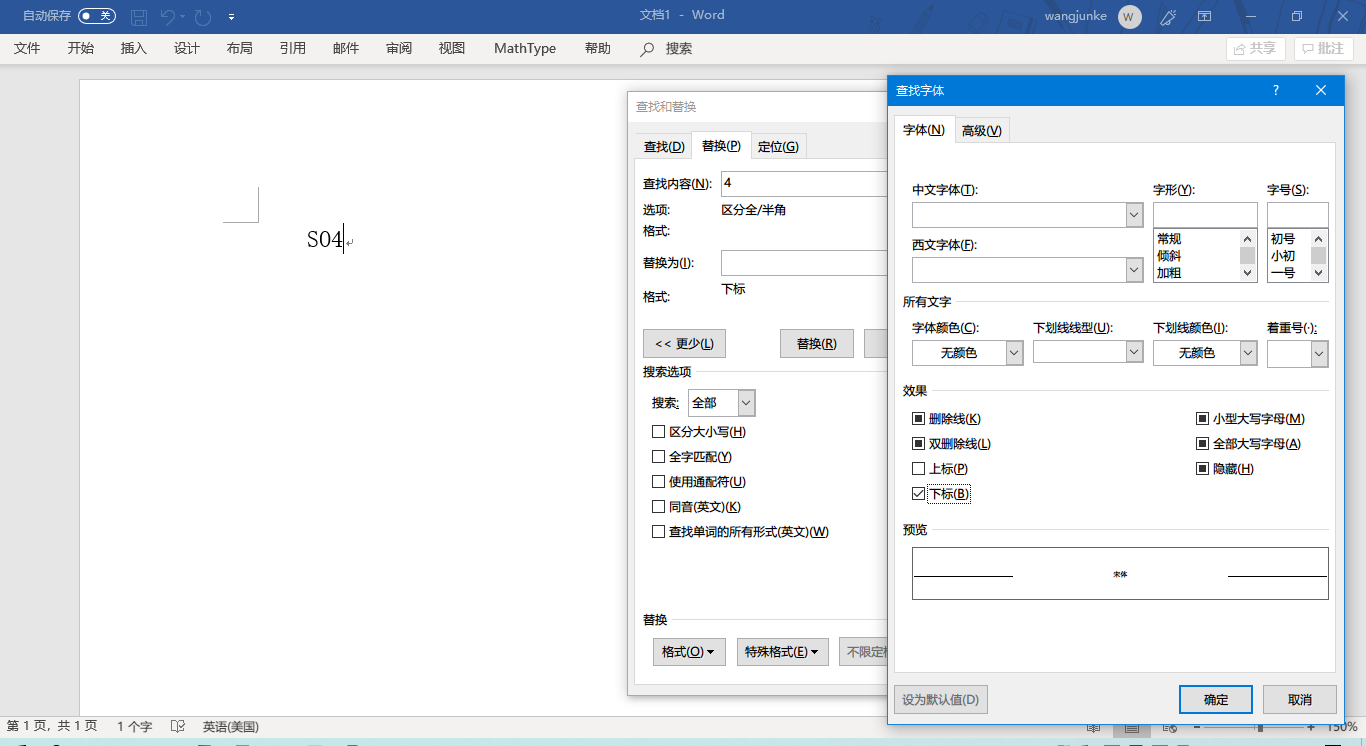 自动保存 关 文档1 - Word wangjunke W
文件 开始 插入 设计 布局 引用 邮件 审阅 视图 MathType 帮助 搜索 共享 批注
S04
查找和替换
查找(D) 替换(P) 定位(G)
查找内容(N): 4
选项: 区分全/半角
格式:
替换为(I):
格式: 下标
<< 更少(L) 替换(R)
搜索选项
搜索: 全部
区分大小写(H)
全字匹配(Y)
使用通配符(U)
同音(英文)(K)
查找单词的所有形式(英文)(W)
替换
格式(O) 特殊格式(E) 不限定
查找字体 ?
字体(N) 高级(V)
中文字体(T): 字形(Y): 字号(S):
常规 初号
西文字体(F): 倾斜 小初
加粗 一号
所有文字
字体颜色(C): 下划线线型(U): 下划线颜色(I): 着重号(·):
无颜色 无颜色
效果
删除线(K) 小型大写字母(M)
双删除线(L) 全部大写字母(A)
上标(P) 隐藏(H)
下标(B)
预览
宋体
设为默认值(D) 确定 取消
第 1 页，共 1 页 1 个字 英语(美国) 150%